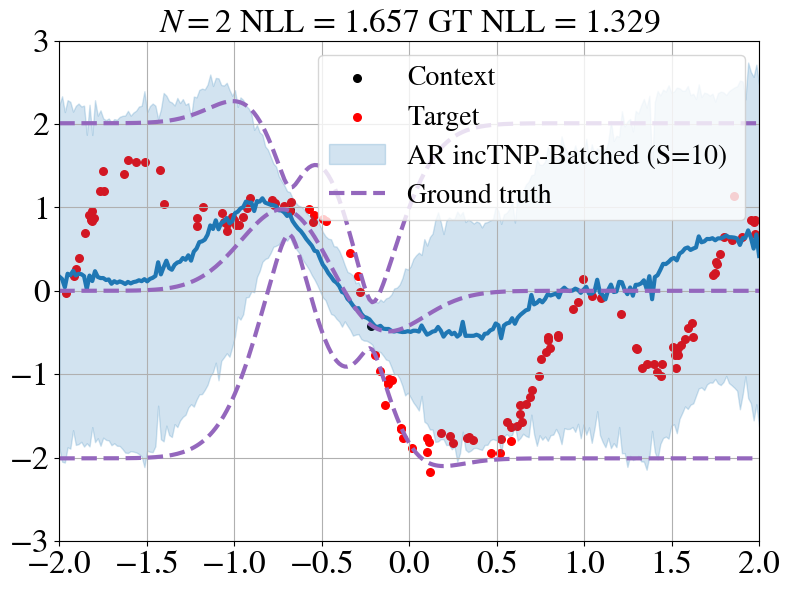 N = 2 NLL = 1.657 GT NLL = 1.329
Context
Target
AR incTNP-Batched (S=10)
Ground truth
3
2
1
0
−1
−2
−3
−2.0 −1.5 −1.0 −0.5 0.0 0.5 1.0 1.5 2.0